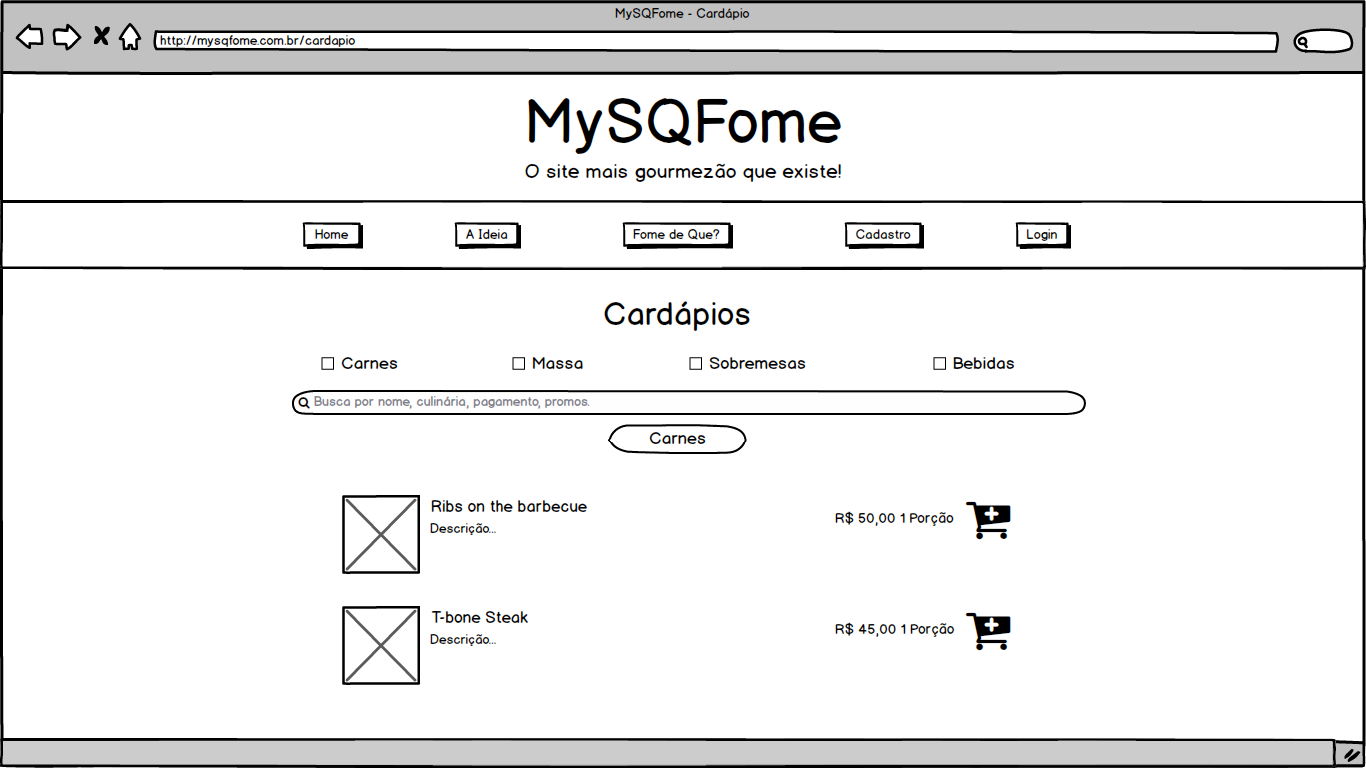 MySQFome - Cardápio
http://mysqfome.com.br/cardapio
MySQFome
O site mais gourmezão que existe!
Home A Ideia Fome de Que? Cadastro Login
Cardápios
Carnes Massa Sobremesas Bebidas
Busca por nome, culinária, pagamento, promos.
Carnes
Ribs on the barbecue
Descrição...
R$ 50,00 1 Porção
T-bone Steak
Descrição...
R$ 45,00 1 Porção